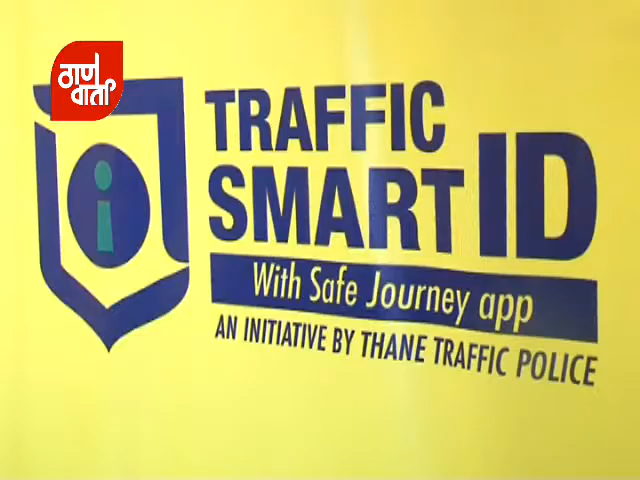 ठाणे
वार्ता
TRAFFIC
SMART ID
With Safe Journey app
AN INITIATIVE BY THANE TRAFFIC POLICE